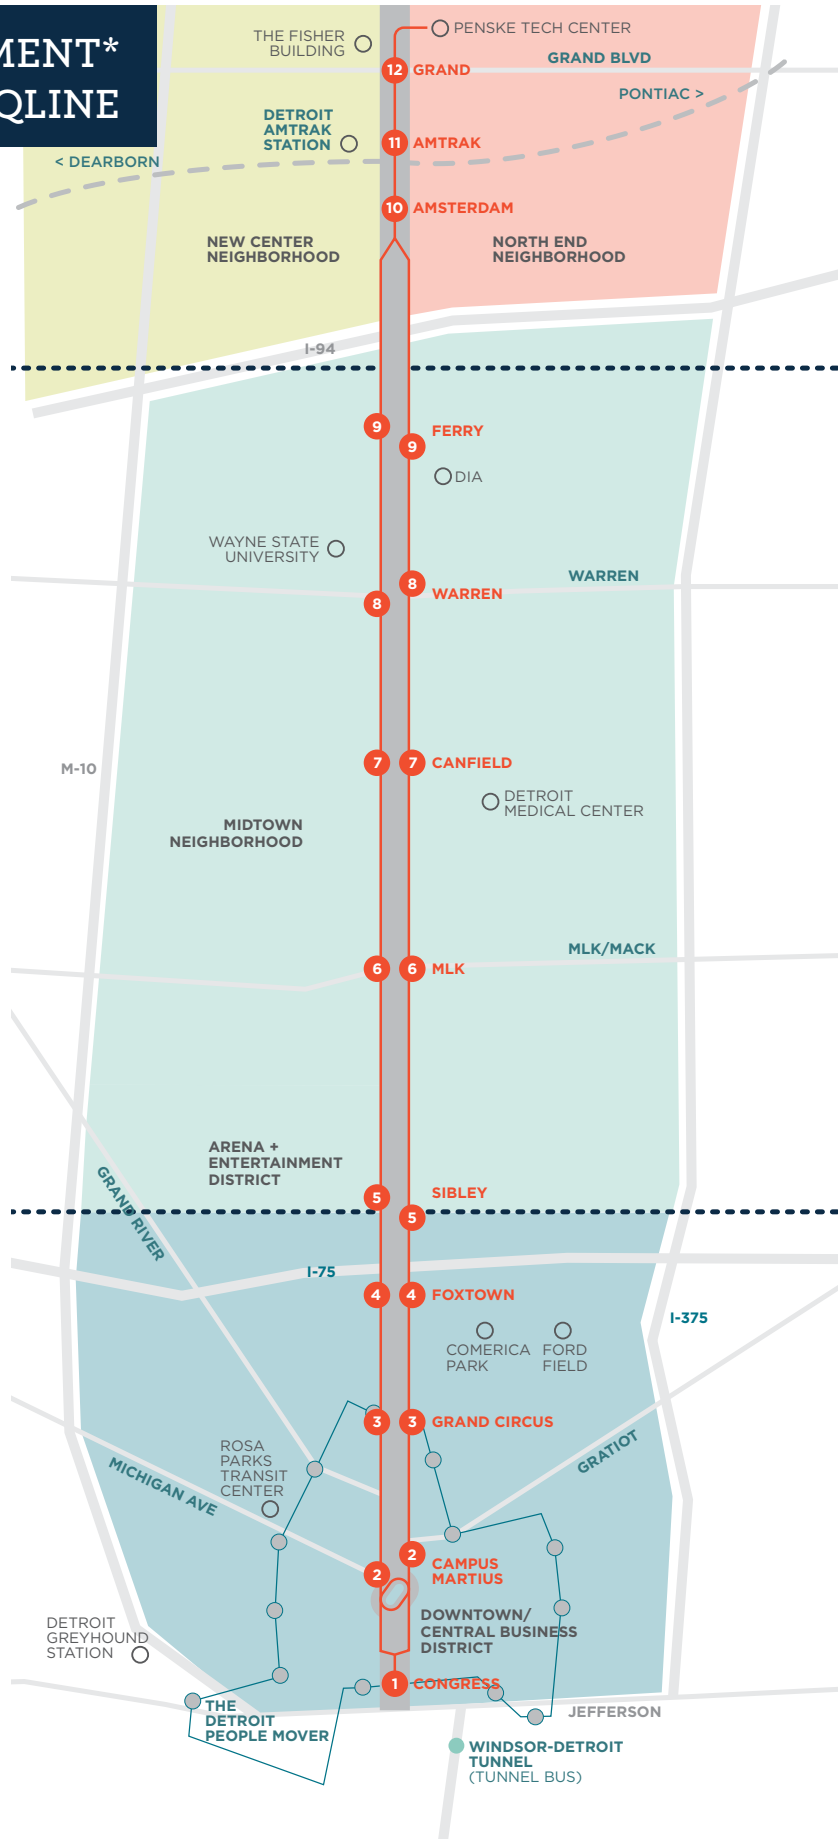 MENT*
QLINE
THE FISHER
BUILDING
PENSKE TECH CENTER
12 GRAND
GRAND BLVD
PONTIAC >
DETROIT
AMTRAK
STATION
11 AMTRAK
< DEARBORN
10 AMSTERDAM
NEW CENTER
NEIGHBORHOOD
NORTH END
NEIGHBORHOOD
I-94
9
FERRY
9
DIA
WAYNE STATE
UNIVERSITY
WARREN
8
WARREN
8
7 7 CANFIELD
M-10
DETROIT
MEDICAL CENTER
MIDTOWN
NEIGHBORHOOD
MLK/MACK
6 6 MLK
ARENA +
ENTERTAINMENT
DISTRICT
GRAND RIVER
5
SIBLEY
5
I-75
4 4 FOXTOWN
I-375
COMERICA
PARK
FORD
FIELD
3 3 GRAND CIRCUS
ROSA
PARKS
TRANSIT
CENTER
GRATIOT
MICHIGAN AVE
2
2
CAMPUS
MARTIUS
DOWNTOWN/
CENTRAL BUSINESS
DISTRICT
DETROIT
GREYHOUND
STATION
1 CONGRESS
THE
DETROIT
PEOPLE MOVER
JEFFERSON
WINDSOR-DETROIT
TUNNEL
(TUNNEL BUS)